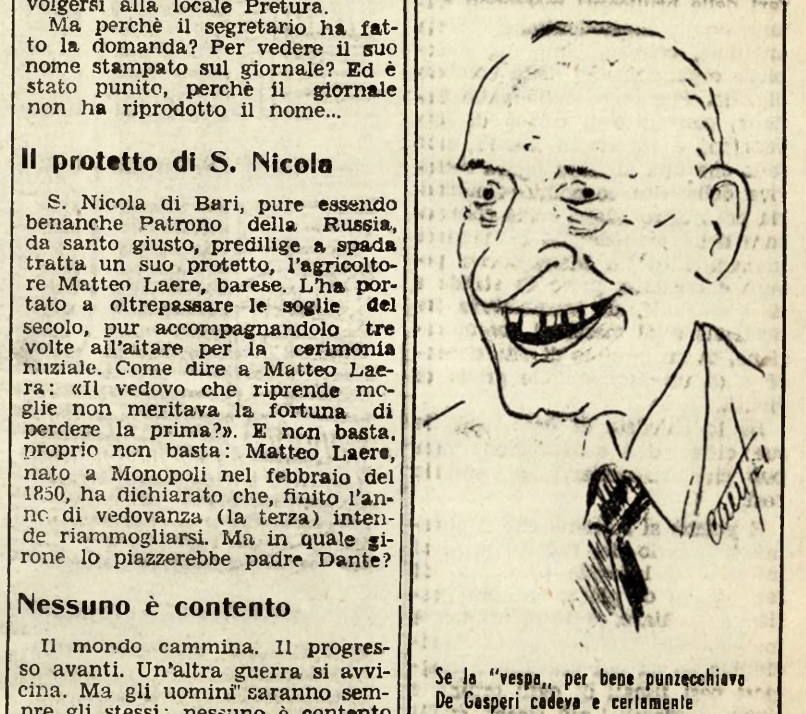 volgersi alla locale Pretura.
Ma perchè il segretario ha fat-
to la domanda? Per vedere il suo
nome stampato sul giornale? Ed è
stato punito, perchè il giornale
non ha riprodotto il nome...
Il protetto di S. Nicola
S. Nicola di Bari, pure essendo
benanche Patrono della Russia,
da santo giusto, predilige a spada
tratta un suo protetto, l'agricolto-
re Matteo Laere, barese. L'ha por-
tato a oltrepassare le soglie del
secolo, pur accompagnandolo tre
volte all'altare per la cerimonia
nuziale. Come dire a Matteo Lae-
ra: «Il vedovo che riprende mo-
glie non meritava la fortuna di
perdere la prima?». E non basta,
proprio non basta: Matteo Laere,
nato a Monopoli nel febbraio del
1850, ha dichiarato che, finito l'an-
no di vedovanza (la terza) inten-
de riammogliarsi. Ma in quale gi-
rone lo piazzerebbe padre Dante?
Nessuno è contento
Il mondo cammina. Il progres-
so avanti. Un'altra guerra si avvi-
cina. Ma gli uomini" saranno sem-
pre gli stessi: nessuno è contento
Se la "vespa,, per bene punzecchiava
De Gasperi cadeva e certamente